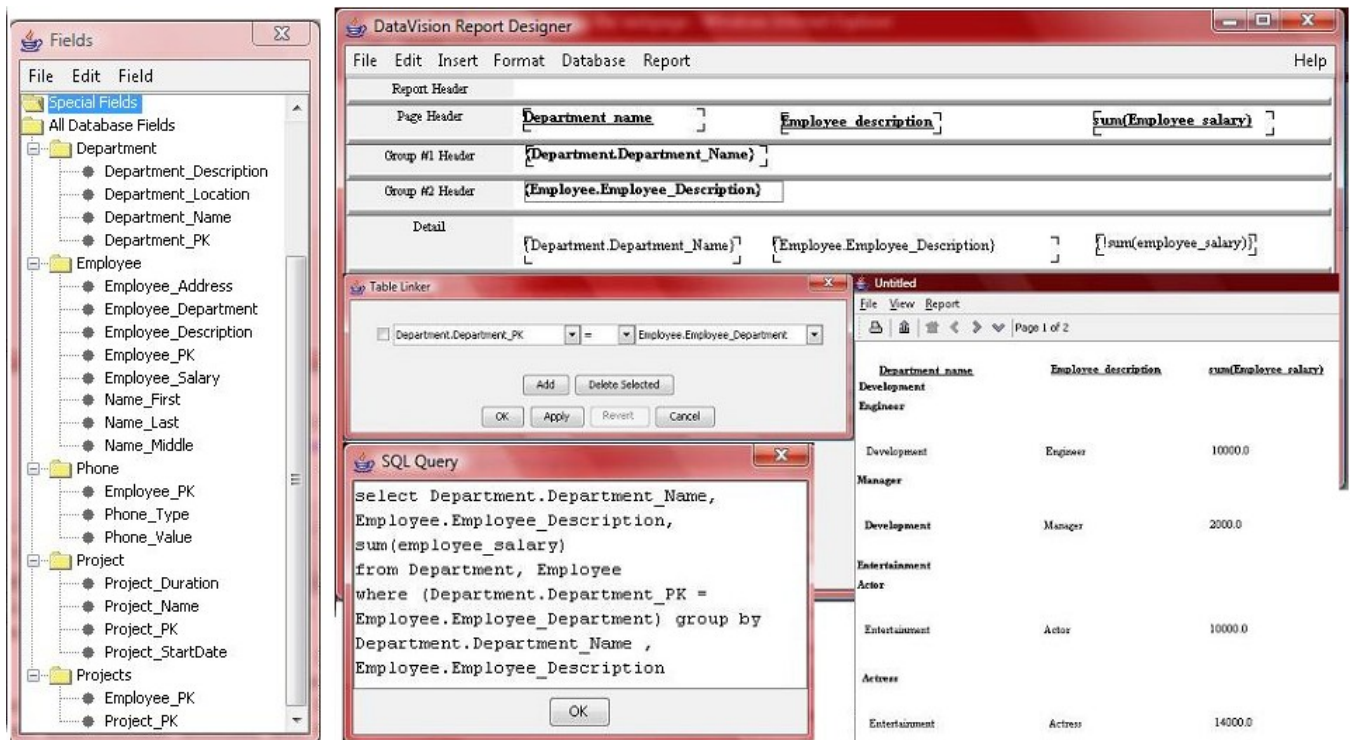 Fields
File Edit Field
Special Fields
All Database Fields
Department
Department_Description
Department_Location
Department_Name
Department_PK
Employee
Employee_Address
Employee_Department
Employee_Description
Employee_PK
Employee_Salary
Name_First
Name_Last
Name_Middle
Phone
Employee_PK
Phone_Type
Phone_Value
Project
Project_Duration
Project_Name
Project_PK
Project_StartDate
Projects
Employee_PK
Project_PK
DataVision Report Designer
File Edit Insert Format Database Report Help
Report Header
Page Header Department name Employee description sum(Employee salary)
Group #1 Header {Department.Department_Name}
Group #2 Header {Employee.Employee_Description}
Detail
{Department.Department_Name} {Employee.Employee_Description} {!sum(employee_salary)}
Table Linker
Department.Department_PK = Employee.Employee_Department
Add Delete Selected
OK Apply Revert Cancel
SQL Query
select Department.Department_Name,
Employee.Employee_Description,
sum(employee_salary)
from Department, Employee
where (Department.Department_PK =
Employee.Employee_Department) group by
Department.Department_Name ,
Employee.Employee_Description
OK
Untitled
File View Report
Page 1 of 2
Department name Employee description sum(Employee salary)
Development
Engineer
Development Engineer 10000.0
Manager
Development Manager 2000.0
Entertainment
Actor
Entertainment Actor 10000.0
Actress
Entertainment Actress 14000.0